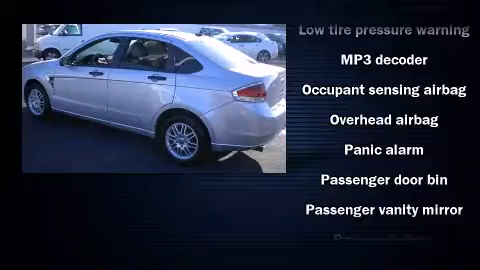 Low tire pressure warning
MP3 decoder
Occupant sensing airbag
Overhead airbag
Panic alarm
Passenger door bin
Passenger vanity mirror